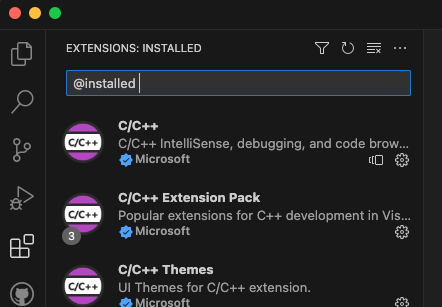 EXTENSIONS: INSTALLED
@installed
C/C++
C/C++
C/C++ IntelliSense, debugging, and code brow...
Microsoft
C/C++ Extension Pack
C/C++
Popular extensions for C++ development in Vis...
3
Microsoft
C/C++ Themes
C/C++
UI Themes for C/C++ extension.